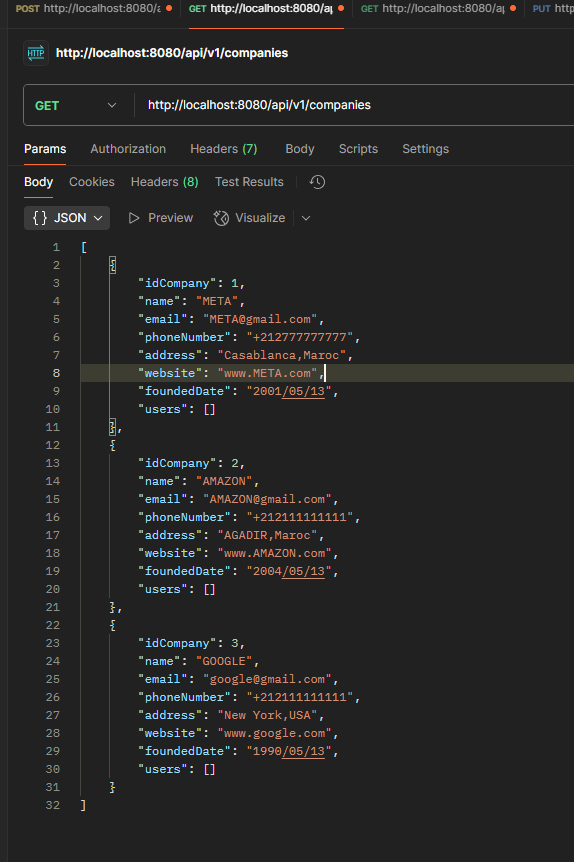 POST http://localhost:8080/a GET http://localhost:8080/a GET http://localhost:8080/a PUT http
HTTP http://localhost:8080/api/v1/companies
GET http://localhost:8080/api/v1/companies
Params Authorization Headers (7) Body Scripts Settings
Body Cookies Headers (8) Test Results
{} JSON Preview Visualize
1 [
2 {
3 "idCompany": 1,
4 "name": "META",
5 "email": "META@gmail.com",
6 "phoneNumber": "+212777777777",
7 "address": "Casablanca,Maroc",
8 "website": "www.META.com",
9 "foundedDate": "2001/05/13",
10 "users": []
11 },
12 {
13 "idCompany": 2,
14 "name": "AMAZON",
15 "email": "AMAZON@gmail.com",
16 "phoneNumber": "+212111111111",
17 "address": "AGADIR,Maroc",
18 "website": "www.AMAZON.com",
19 "foundedDate": "2004/05/13",
20 "users": []
21 },
22 {
23 "idCompany": 3,
24 "name": "GOOGLE",
25 "email": "google@gmail.com",
26 "phoneNumber": "+212111111111",
27 "address": "New York,USA",
28 "website": "www.google.com",
29 "foundedDate": "1990/05/13",
30 "users": []
31 }
32 ]